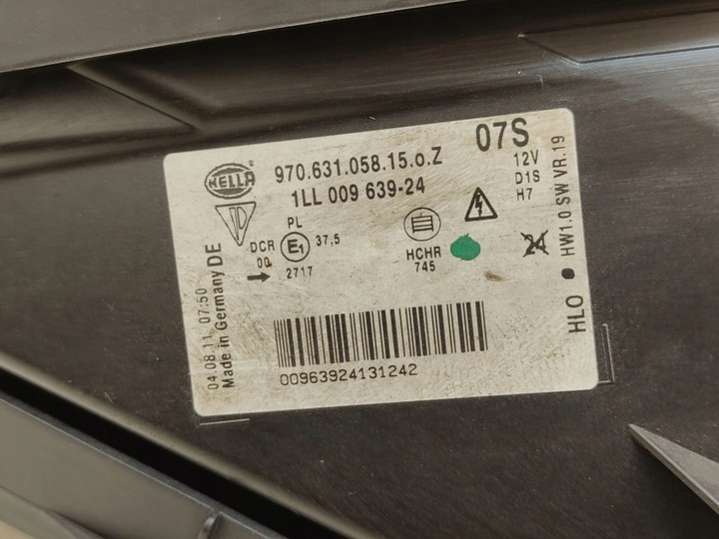 HELLA
970.631.058.15.o.Z
07S
1LL 009 639-24
12V
D1S
H7
PL
DCR
E1
37,5
00
2717
HCHR
745
24
HLO ● HW1.0 SW VR.19
04.08.11 07:50
Made in Germany DE
00963924131242